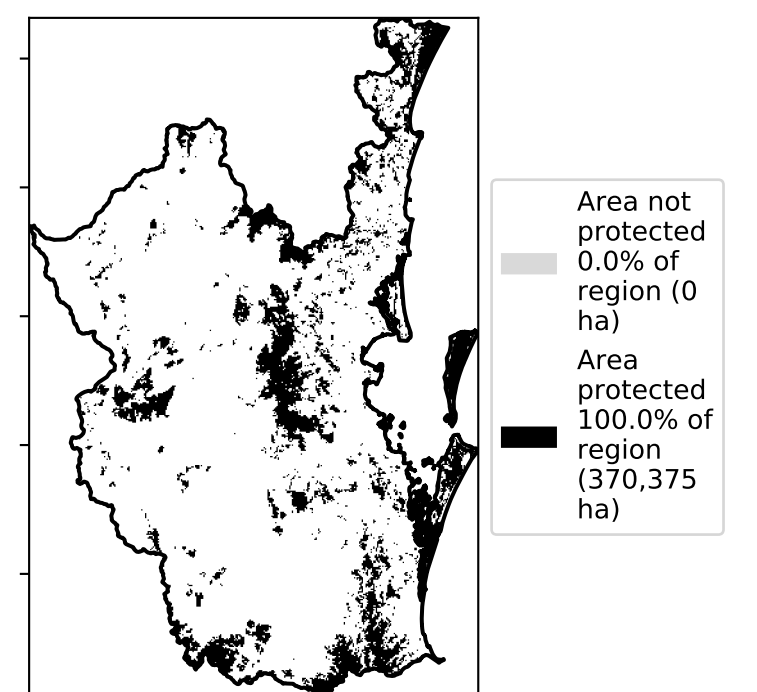 Area not
protected
0.0% of
region (0
ha)
Area
protected
100.0% of
region
(370,375
ha)